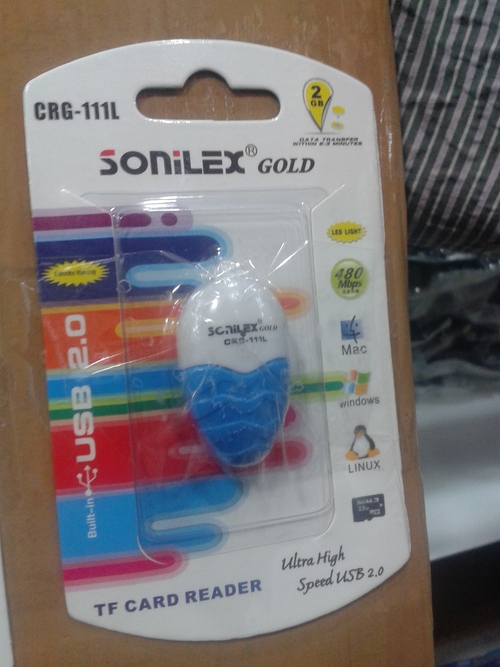 CRG-111L
2
GB
DATA TRANSFER
WITHIN 2-3 MINUTES
SONiLEX® GOLD
LED LIGHT
480
Mbps
SONiLEX GOLD
CRG-111L
Mac
windows
LINUX
Built-in USB 2.0
Ultra High
Speed USB 2.0
TF CARD READER